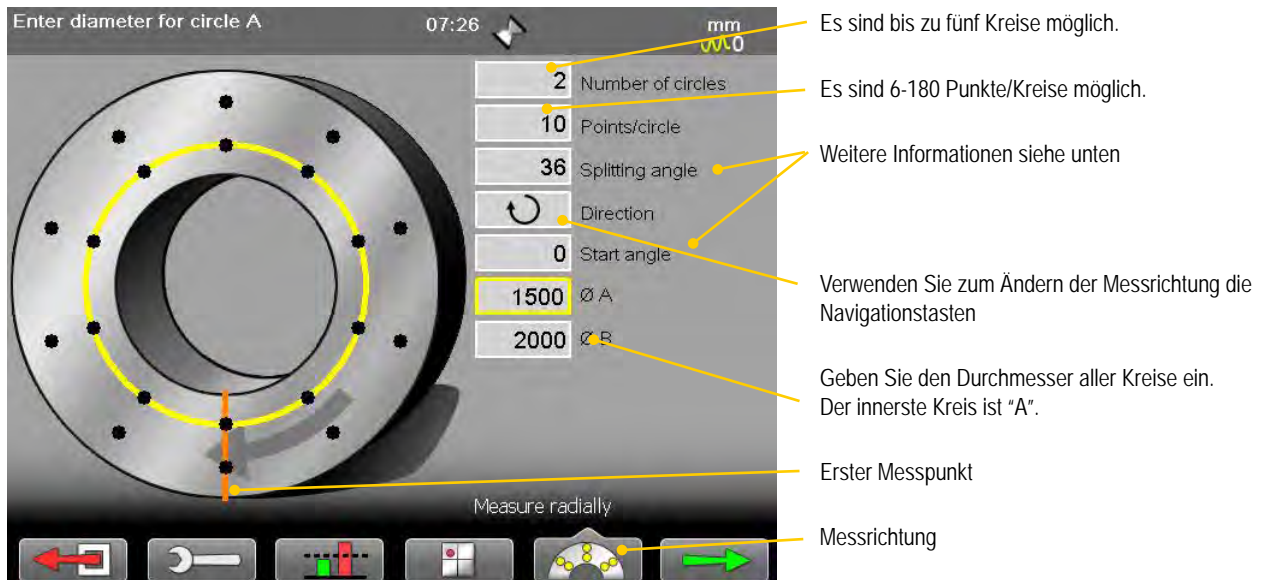 Enter diameter for circle A
07:26
mm
0
2 Number of circles
10 Points/circle
36 Splitting angle
Direction
0 Start angle
1500 Ø A
2000 Ø B
Measure radially
Es sind bis zu fünf Kreise möglich.
Es sind 6-180 Punkte/Kreise möglich.
Weitere Informationen siehe unten
Verwenden Sie zum Ändern der Messrichtung die
Navigationstasten
Geben Sie den Durchmesser aller Kreise ein.
Der innerste Kreis ist “A”.
Erster Messpunkt
Messrichtung